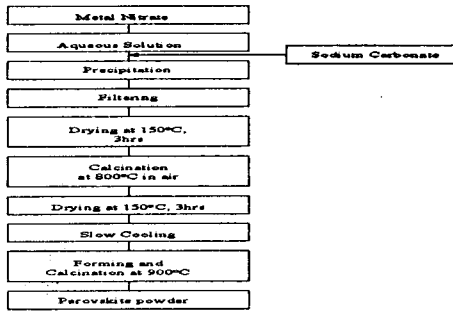 Metal Nitrate
Aqueous Solution
Sodium Carbonate
Precipitation
Filtering
Drying at 150°C,
3hrs
Calcination
at 800°C in air
Drying at 150°C, 3hrs
Slow Cooling
Forming and
Calcination at 900°C
Perovskite powder